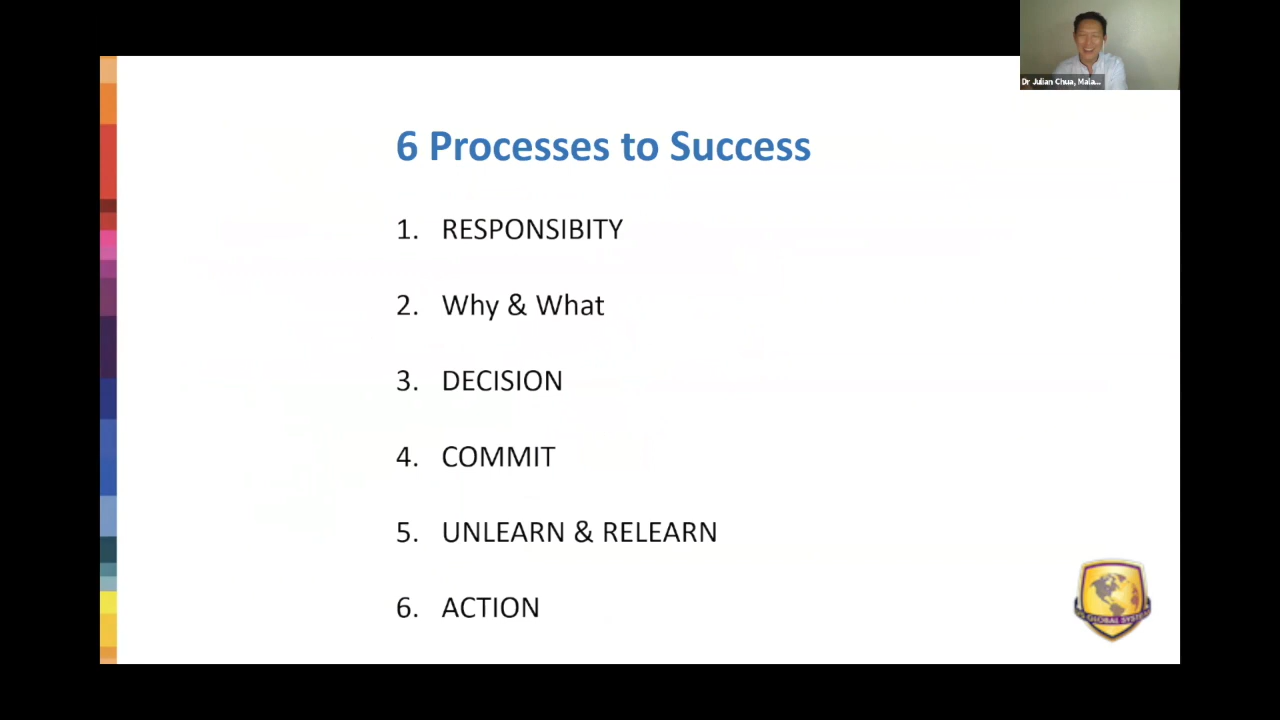 Dr Julian Chua, Mala...
6 Processes to Success
1. RESPONSIBITY
2. Why & What
3. DECISION
4. COMMIT
5. UNLEARN & RELEARN
6. ACTION
GLOBAL